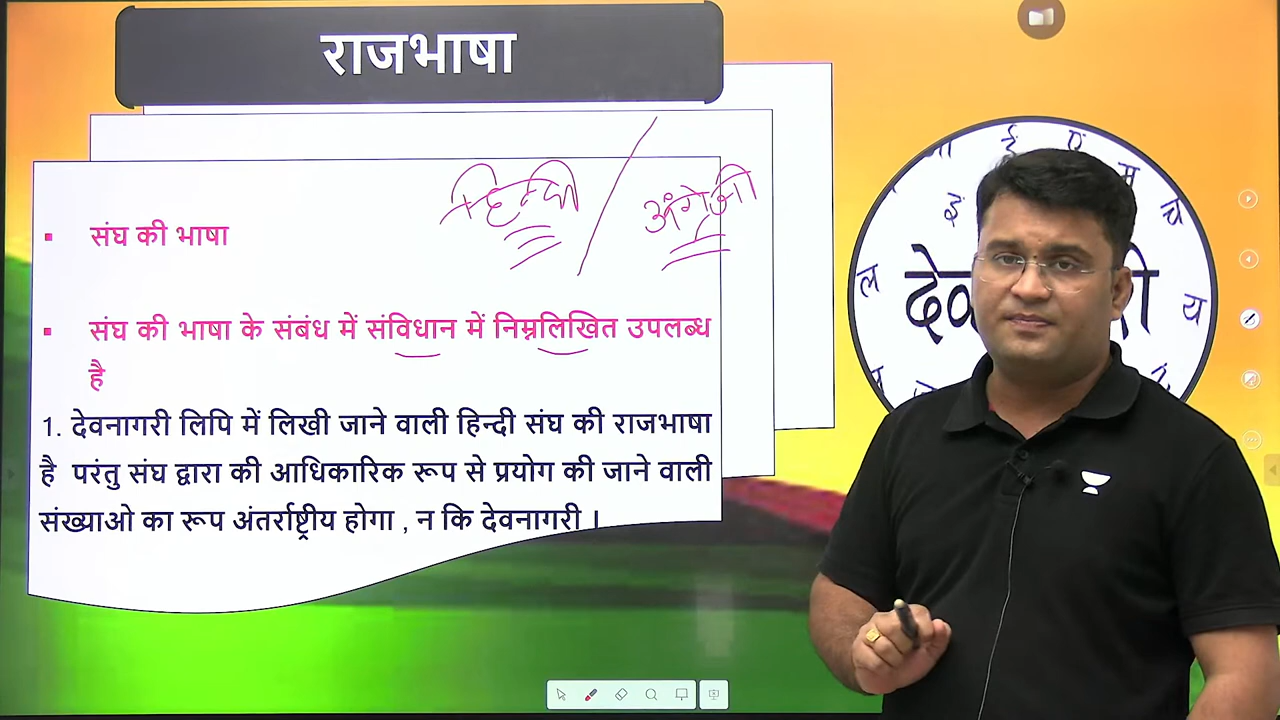 राजभाषा
हिन्दी / अंग्रेजी
संघ की भाषा
संघ की भाषा के संबंध में संविधान में निम्नलिखित उपलब्ध
है
1. देवनागरी लिपि में लिखी जाने वाली हिन्दी संघ की राजभाषा
है परंतु संघ द्वारा की आधिकारिक रूप से प्रयोग की जाने वाली
संख्याओ का रूप अंतर्राष्ट्रीय होगा , न कि देवनागरी ।
ई
ऐं
म
इं
च
ल
य